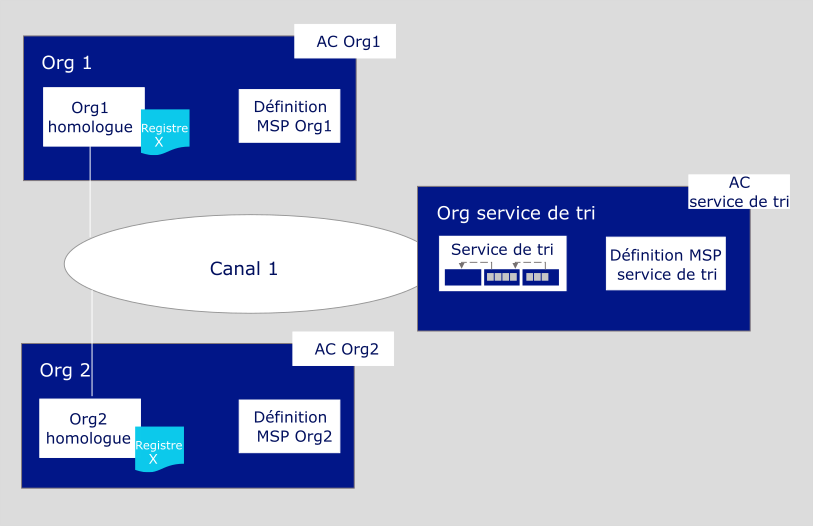 AC Org1
Org 1
Org1
homologue
Registre
X
Définition
MSP Org1
AC
service de tri
Org service de tri
Service de tri
Définition MSP
service de tri
Canal 1
AC Org2
Org 2
Org2
homologue
Registre
X
Définition
MSP Org2